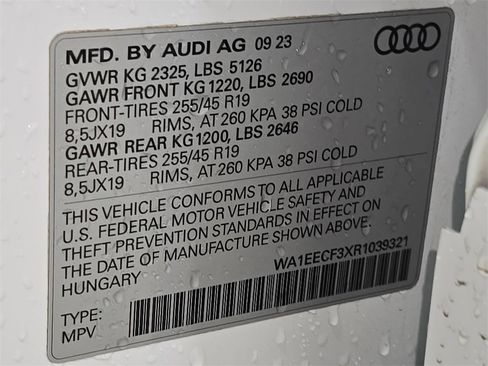 MFD. BY AUDI AG 09 23
GVWR KG 2325, LBS 5126
GAWR FRONT KG 1220, LBS 2690
FRONT-TIRES 255/45 R19
8,5JX19 RIMS, AT 260 KPA 38 PSI COLD
GAWR REAR KG 1200, LBS 2646
REAR-TIRES 255/45 R19
8,5JX19 RIMS, AT 260 KPA 38 PSI COLD
THIS VEHICLE CONFORMS TO ALL APPLICABLE
U.S. FEDERAL MOTOR VEHICLE SAFETY AND
THEFT PREVENTION STANDARDS IN EFFECT ON
THE DATE OF MANUFACTURE SHOWN ABOVE.
HUNGARY WA1EECF3XR1039321
TYPE:
MPV